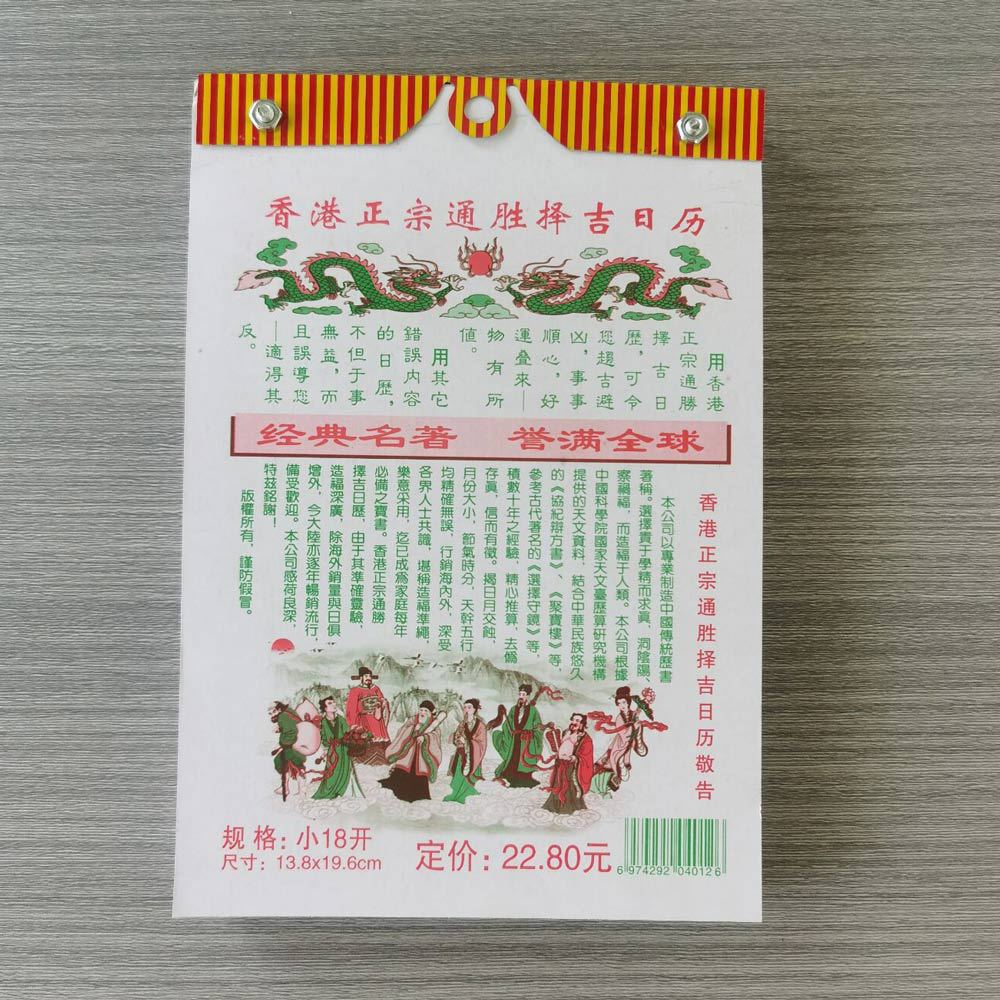 香港正宗通胜择吉日历
用香港
正宗通勝
擇吉日
歷，可令
您趨吉避
凶，事事
順心，好
運叠來—
物有所
值。
用其它
錯誤内容
的日歷，
不但于事
無益，而
且誤導您
—適得其
反。
经典名著 誉满全球
香港正宗通胜择吉日历敬告
本公司以專業制造中國傳統歷書
著稱。選擇貴于學精而求真，洞陰陽、
察禍福，而造福于人類。本公司根據
中國科學院國家天文臺歷算研究機構
提供的天文資料，結合中華民族悠久
的《協紀辯方書》、《聚寶樓》等，
參考古代著名的《選擇守鏡》等，
積數十年之經驗，精心推算，去僞
存真，信而有徵。揭日月交蝕，
月份大小，節氣時分，天幹五行
均精確無誤，行銷海内外，深受
各界人士共識，堪稱造福準繩，
樂意采用，迄已成爲家庭每年
必備之寶書。香港正宗通勝
擇吉日歷，由于其準確靈驗，
造福深廣，除海外銷量與日俱
增外，今大陸亦逐年暢銷流行，
備受歡迎。本公司感荷良深，
特兹銘謝！
版權所有，謹防假冒。
规格：小18开
尺寸：13.8x19.6cm
定价：22.80元
6 974292 040126